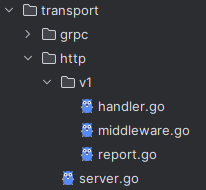 transport
grpc
http
v1
handler.go
middleware.go
report.go
server.go